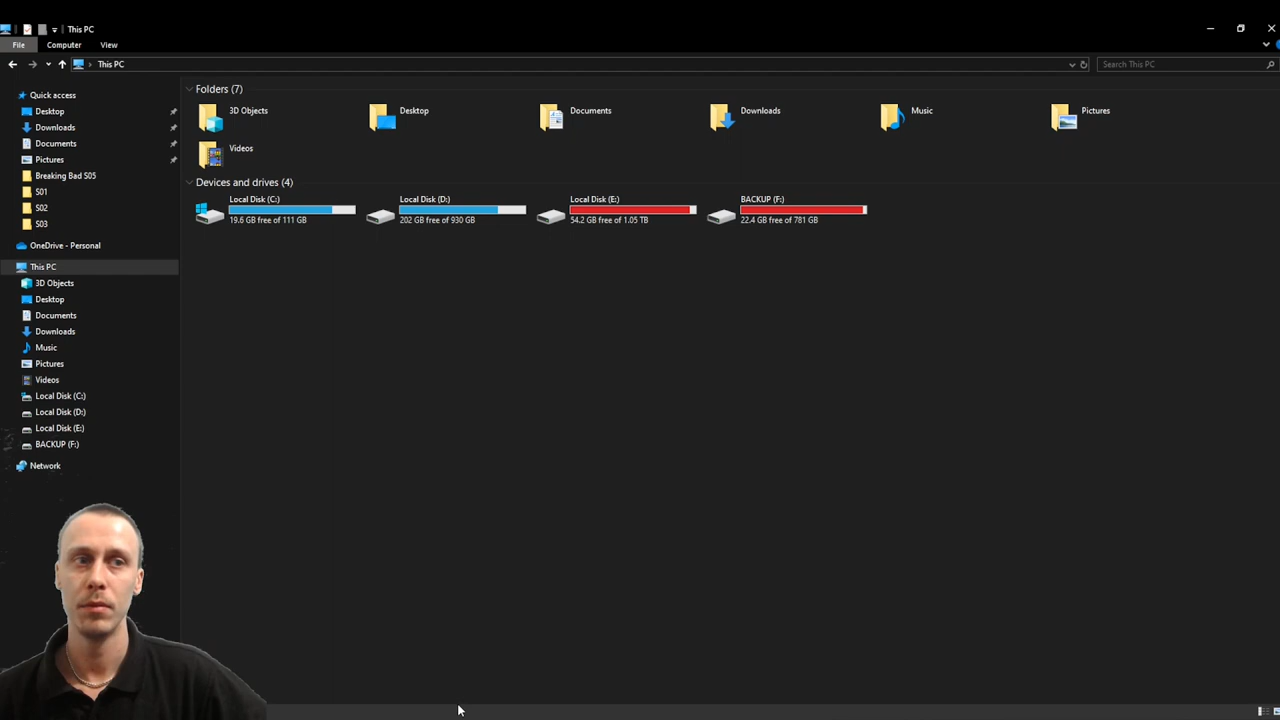 This PC
File Computer View
This PC
Search This PC
Quick access
Desktop
Downloads
Documents
Pictures
Breaking Bad S05
S01
S02
S03
OneDrive - Personal
This PC
3D Objects
Desktop
Documents
Downloads
Music
Pictures
Videos
Local Disk (C:)
Local Disk (D:)
Local Disk (E:)
BACKUP (F:)
Network
Folders (7)
3D Objects
Desktop
Documents
Downloads
Music
Pictures
Videos
Devices and drives (4)
Local Disk (C:)
19.6 GB free of 111 GB
Local Disk (D:)
202 GB free of 930 GB
Local Disk (E:)
54.2 GB free of 1.05 TB
BACKUP (F:)
22.4 GB free of 781 GB